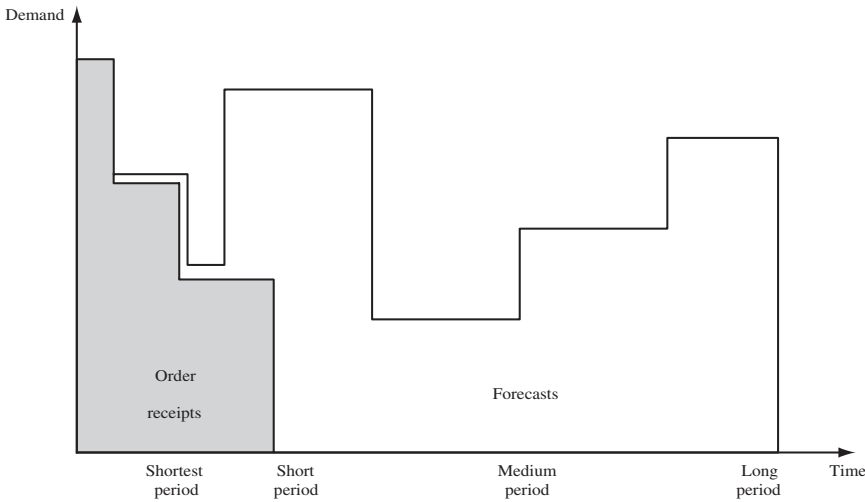 Demand
Order
receipts
Forecasts
Shortest
period
Short
period
Medium
period
Long
period
Time